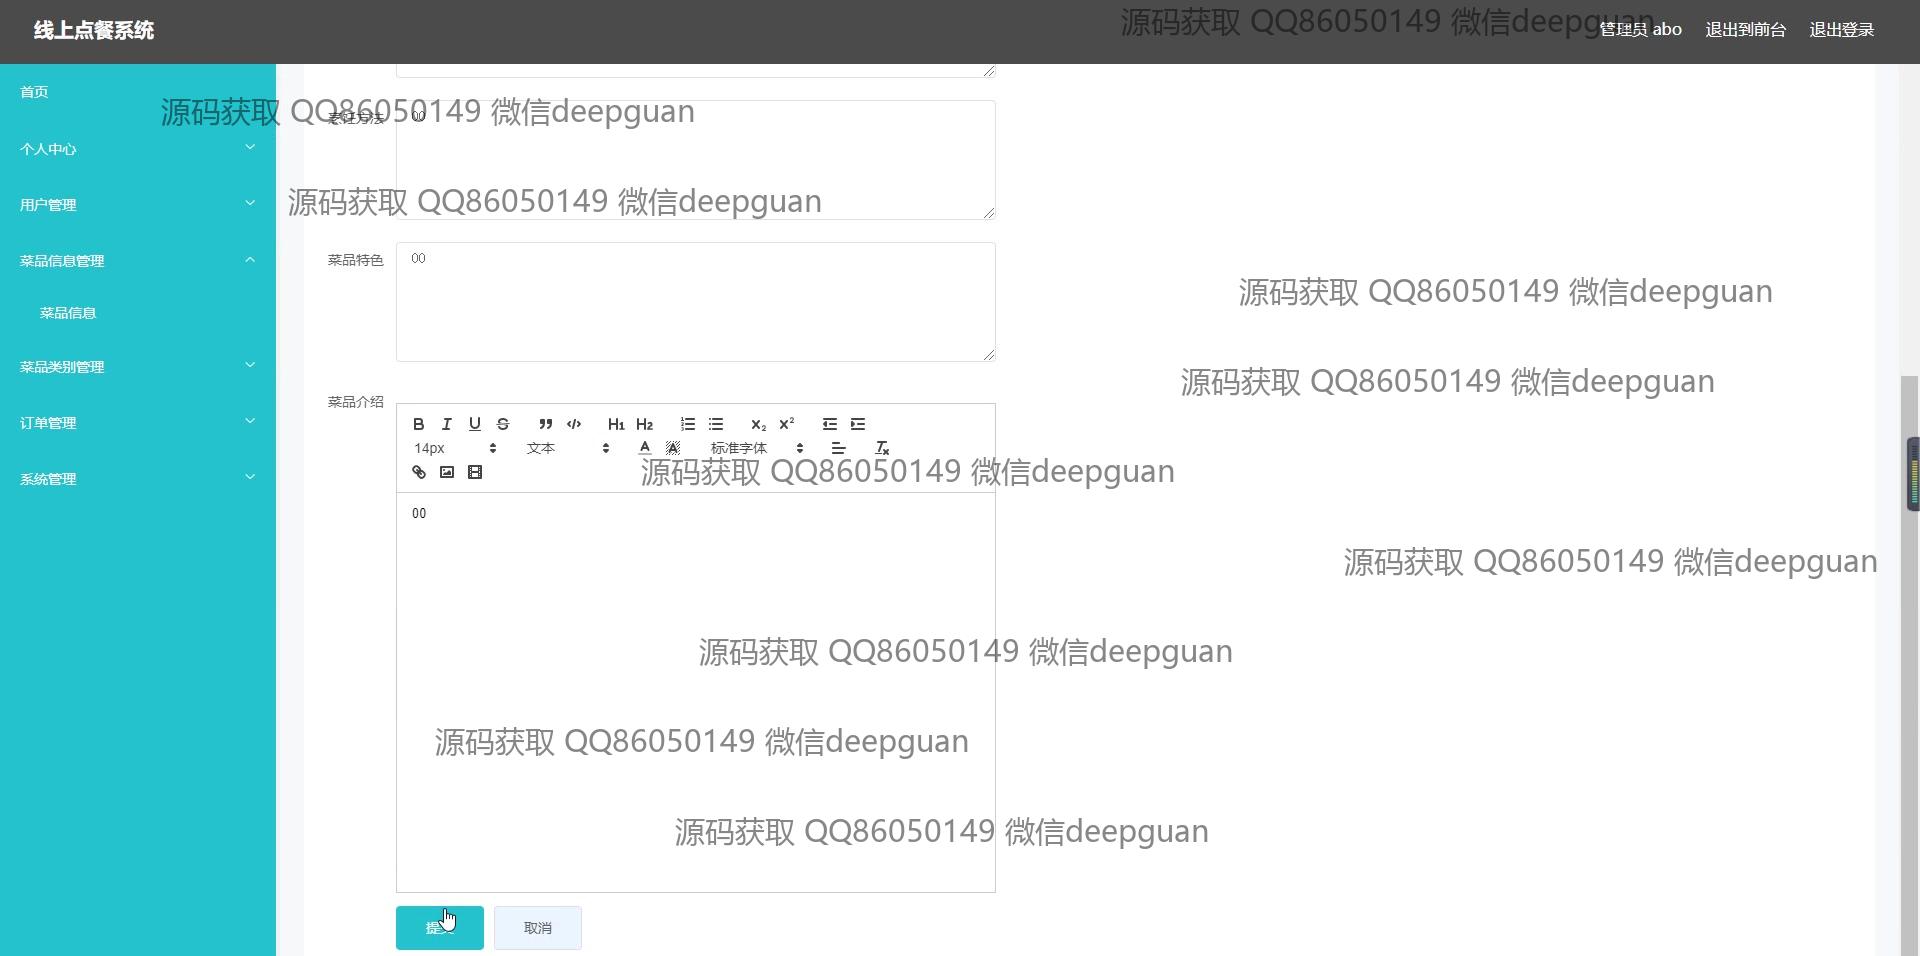 线上点餐系统
源码获取 QQ86050149 微信deepguan
管理员 abo
退出到前台
退出登录
首页
源码获取 QQ86050149 微信deepguan
烹饪方法
00
个人中心
用户管理
源码获取 QQ86050149 微信deepguan
菜品信息管理
菜品特色
00
源码获取 QQ86050149 微信deepguan
菜品信息
菜品类别管理
源码获取 QQ86050149 微信deepguan
菜品介绍
订单管理
B I U S H1 H2 x₂ x²
14px 文本 A A 标准字体 Tx
源码获取 QQ86050149 微信deepguan
系统管理
00
源码获取 QQ86050149 微信deepguan
源码获取 QQ86050149 微信deepguan
源码获取 QQ86050149 微信deepguan
源码获取 QQ86050149 微信deepguan
提交
取消